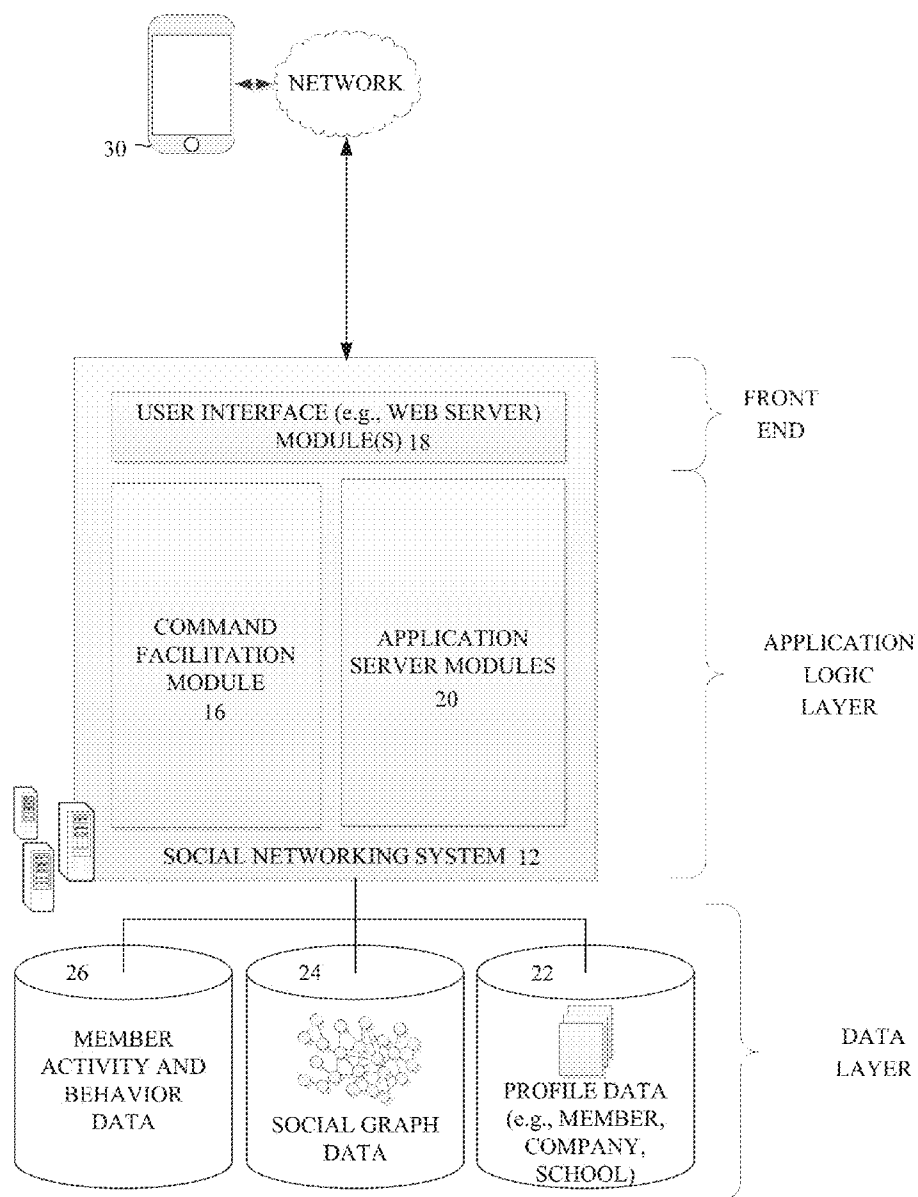 NETWORK
30
USER INTERFACE (e.g., WEB SERVER)
MODULE(S) 18
FRONT
END
COMMAND
FACILITATION
MODULE
16
APPLICATION
SERVER MODULES
20
APPLICATION
LOGIC
LAYER
SOCIAL NETWORKING SYSTEM 12
26
MEMBER
ACTIVITY AND
BEHAVIOR
DATA
24
SOCIAL GRAPH
DATA
22
PROFILE DATA
(e.g., MEMBER,
COMPANY,
SCHOOL)
DATA
LAYER